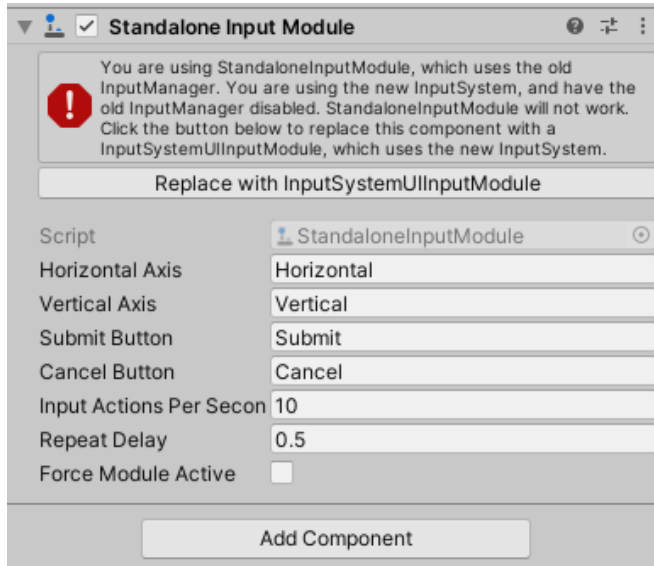 Standalone Input Module
You are using StandaloneInputModule, which uses the old
InputManager. You are using the new InputSystem, and have the
old InputManager disabled. StandaloneInputModule will not work.
Click the button below to replace this component with a
InputSystemUIInputModule, which uses the new InputSystem.
Replace with InputSystemUIInputModule
Script StandaloneInputModule
Horizontal Axis Horizontal
Vertical Axis Vertical
Submit Button Submit
Cancel Button Cancel
Input Actions Per Secon 10
Repeat Delay 0.5
Force Module Active
Add Component